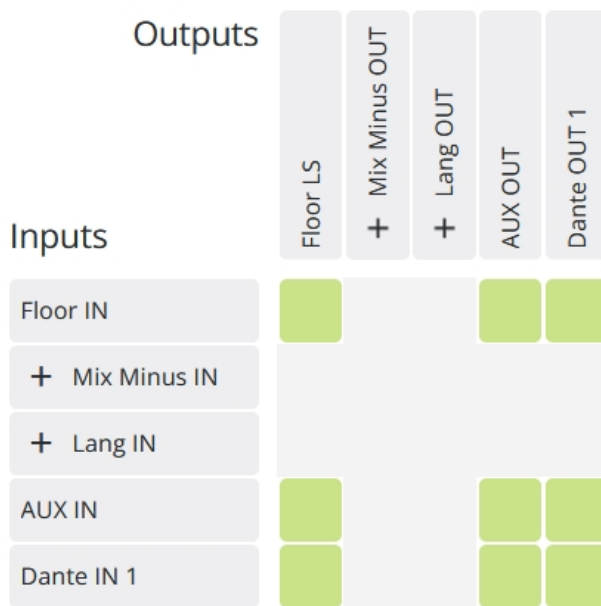 Outputs
Floor LS
+ Mix Minus OUT
+ Lang OUT
AUX OUT
Dante OUT 1
Inputs
Floor IN
+ Mix Minus IN
+ Lang IN
AUX IN
Dante IN 1